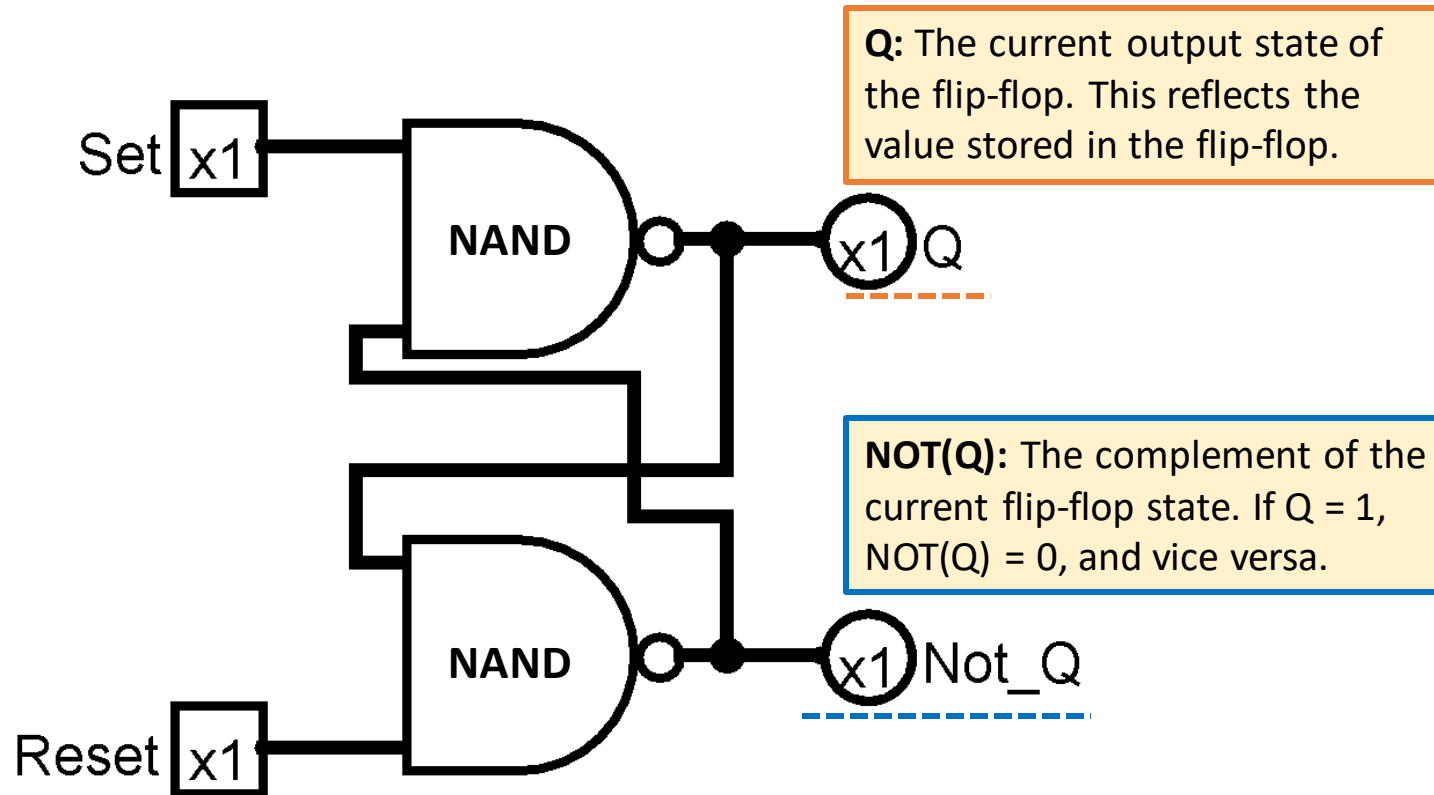 Q: The current output state of
the flip-flop. This reflects the
value stored in the flip-flop.
Set x1
NAND
x1 Q
NOT(Q): The complement of the
current flip-flop state. If Q = 1,
NOT(Q) = 0, and vice versa.
NAND
x1 Not_Q
Reset x1